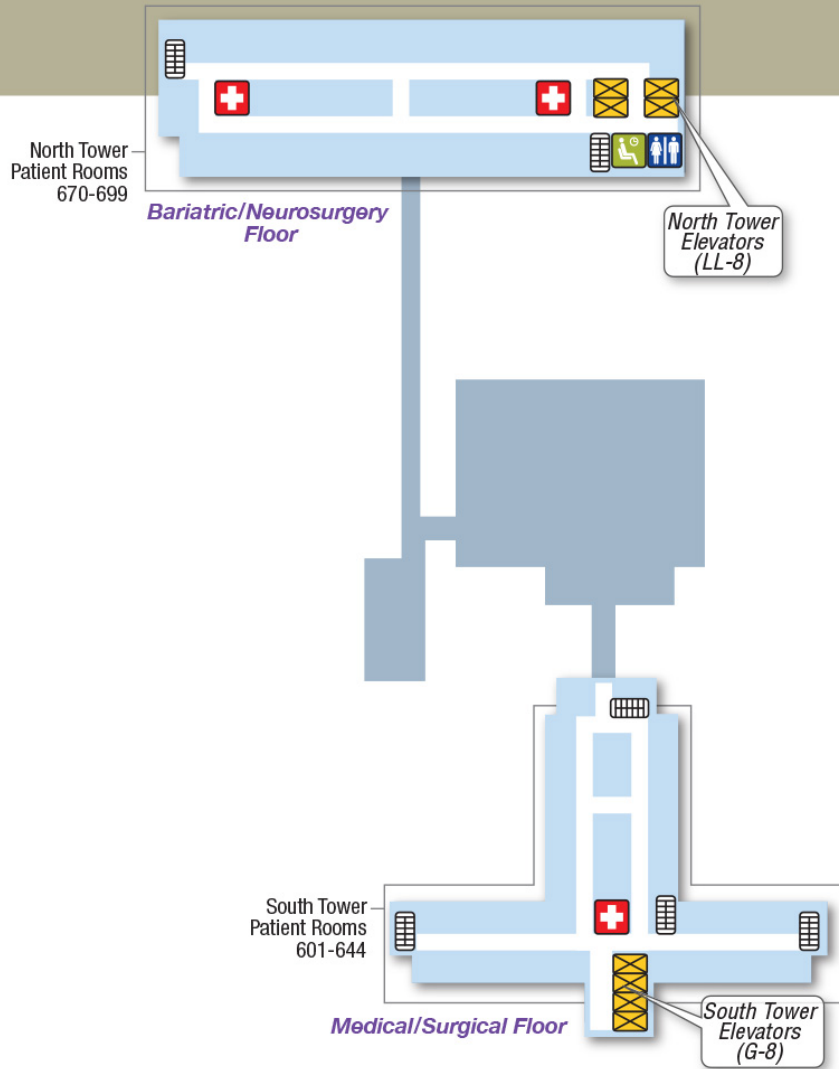 North Tower
Patient Rooms
670-699
Bariatric/Neurosurgery
Floor
North Tower
Elevators
(LL-8)
South Tower
Patient Rooms
601-644
Medical/Surgical Floor
South Tower
Elevators
(G-8)